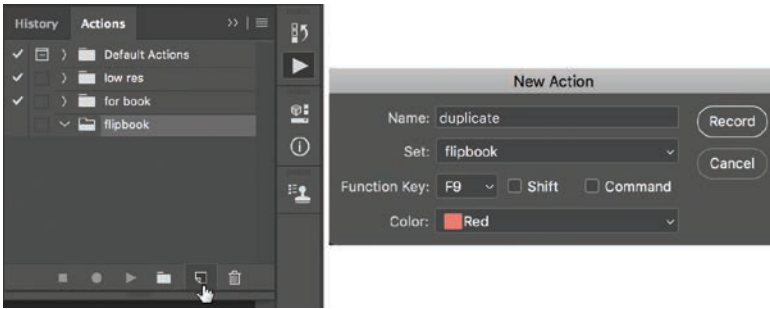 History Actions
Default Actions
low res
for book
flipbook
New Action
Name: duplicate
Set: flipbook
Function Key: F9 Shift Command
Color: Red
Record
Cancel